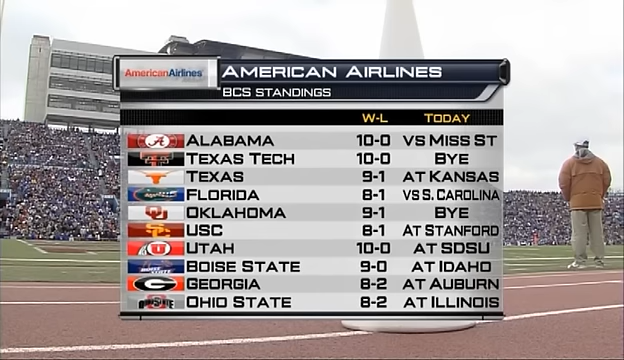 AmericanAirlines AMERICAN AIRLINES
BCS STANDINGS
W-L TODAY
ALABAMA 10-0 VS MISS ST
TEXAS TECH 10-0 BYE
TEXAS 9-1 AT KANSAS
FLORIDA 8-1 VS S. CAROLINA
OKLAHOMA 9-1 BYE
USC 8-1 AT STANFORD
UTAH 10-0 AT SDSU
BOISE STATE 9-0 AT IDAHO
GEORGIA 8-2 AT AUBURN
OHIO STATE 8-2 AT ILLINOIS